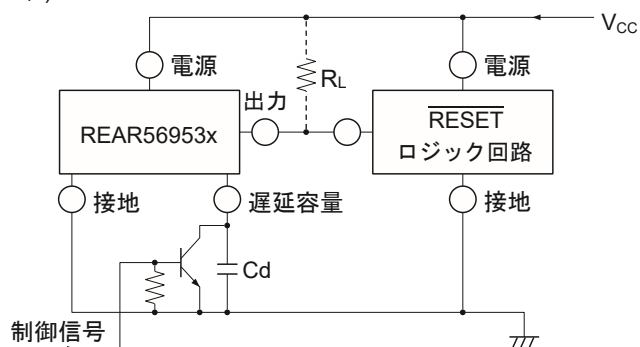 VCC
電源
電源
RL
出力
REAR56953x
RESET
ロジック回路
接地
遅延容量
接地
Cd
制御信号